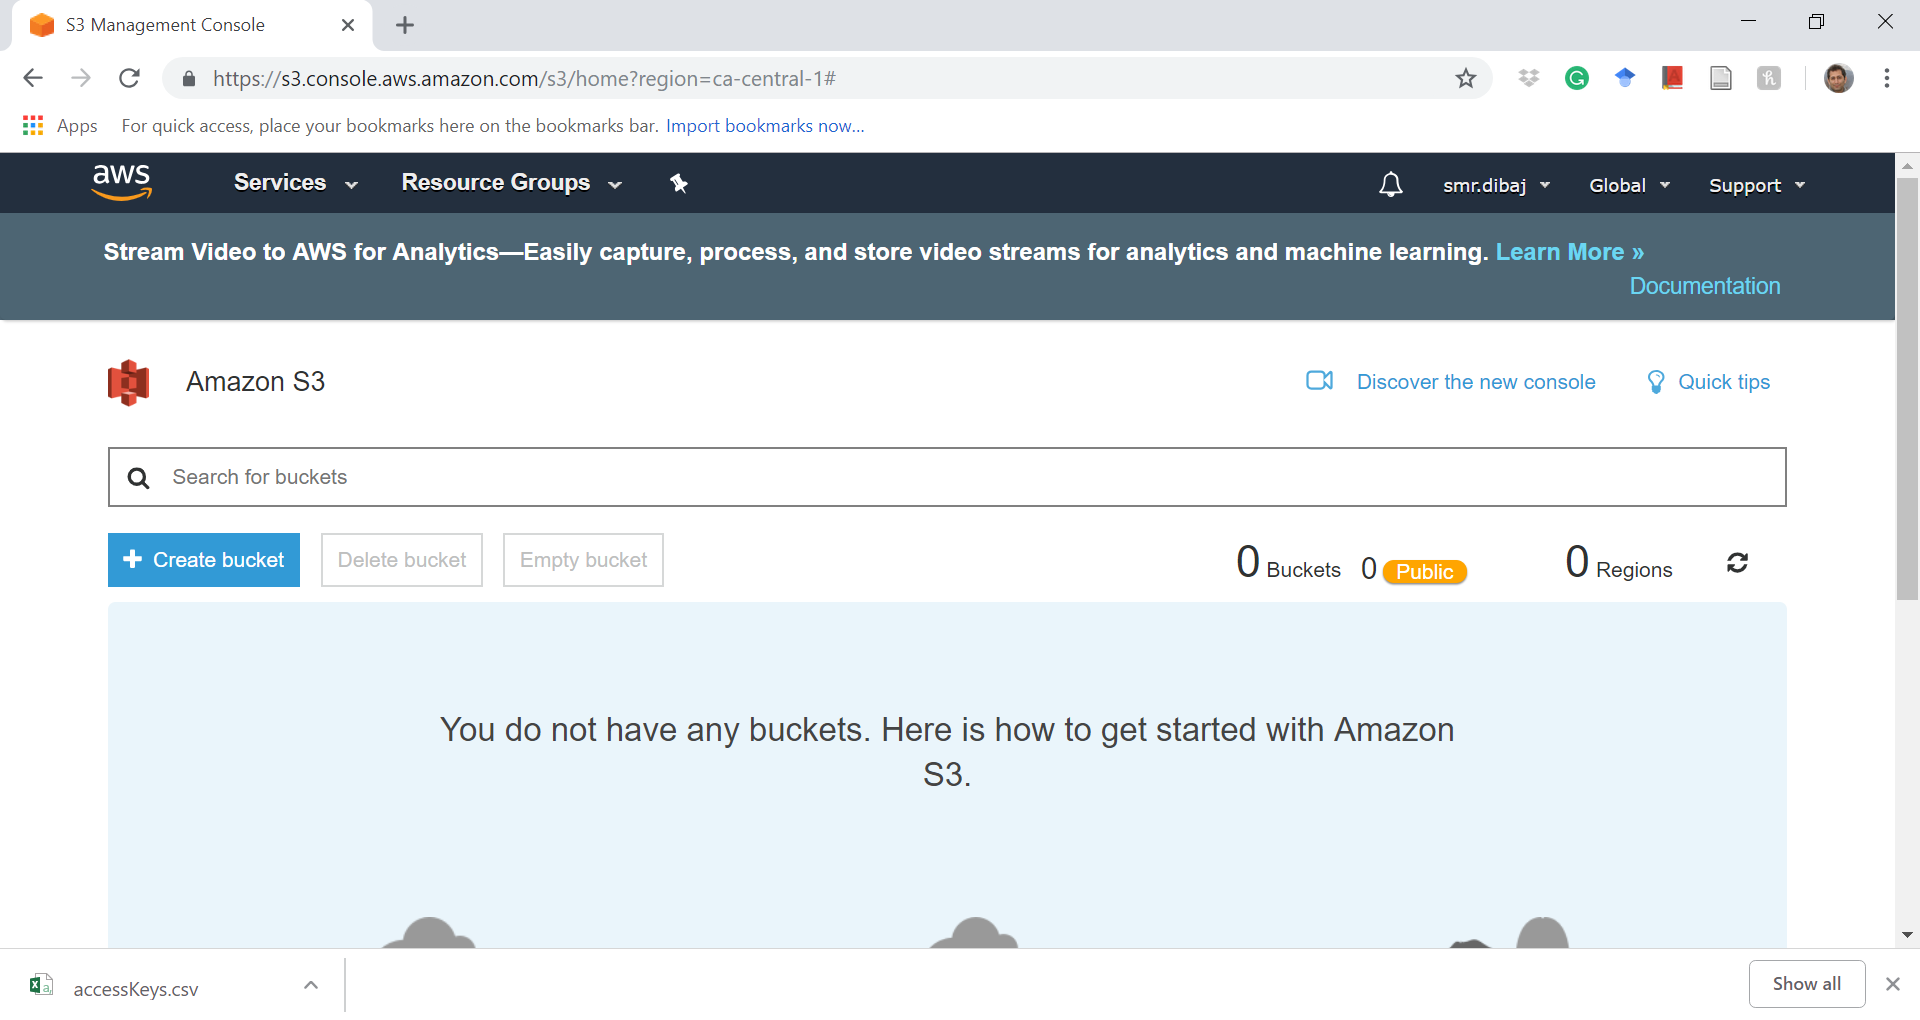 S3 Management Console
https://s3.console.aws.amazon.com/s3/home?region=ca-central-1#
Apps For quick access, place your bookmarks here on the bookmarks bar. Import bookmarks now...
aws Services Resource Groups smr.dibaj Global Support
Stream Video to AWS for Analytics—Easily capture, process, and store video streams for analytics and machine learning. Learn More »
Documentation
Amazon S3 Discover the new console Quick tips
Search for buckets
+ Create bucket Delete bucket Empty bucket 0 Buckets 0 Public 0 Regions
You do not have any buckets. Here is how to get started with Amazon
S3.
accessKeys.csv Show all